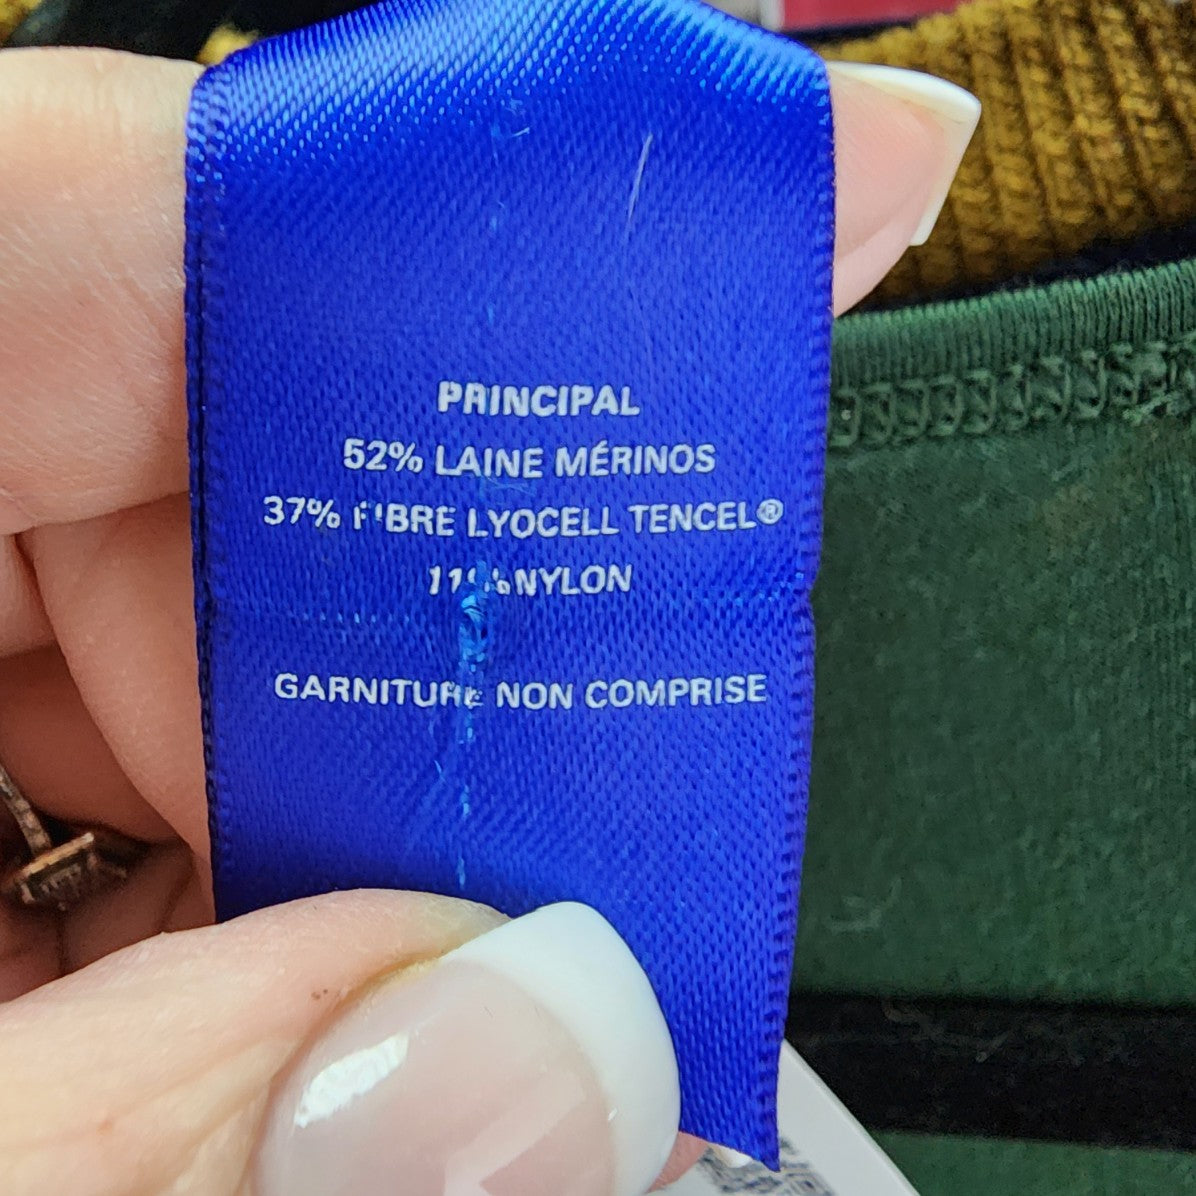 PRINCIPAL
52% LAINE MÉRINOS
37% FIBRE LYOCELL TENCEL®
11% NYLON
GARNITURE NON COMPRISE